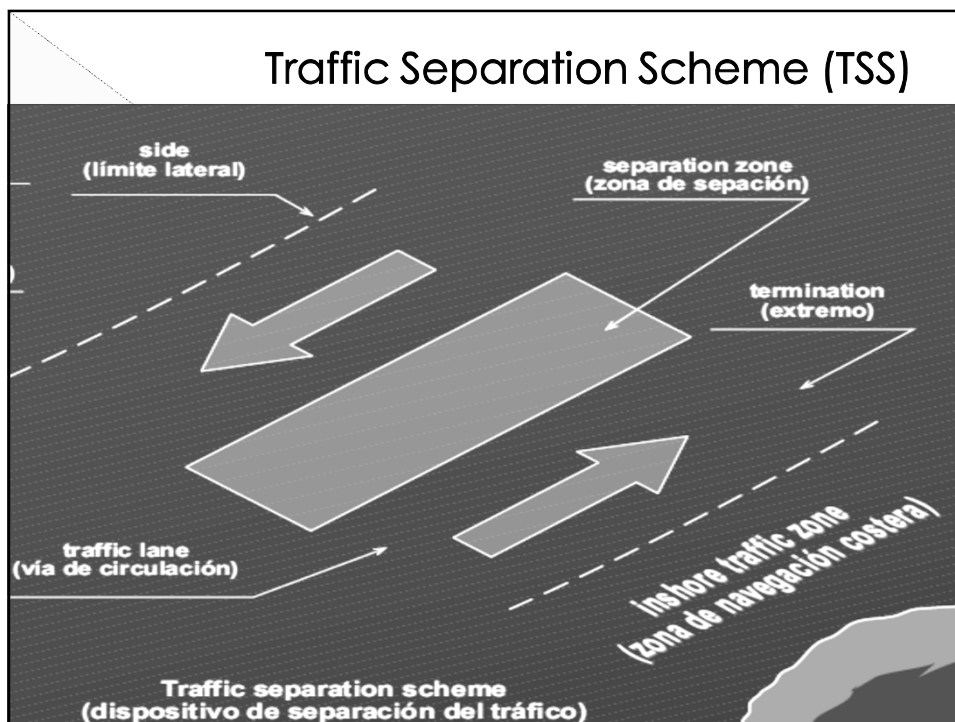 Traffic Separation Scheme (TSS)
side
(límite lateral)
separation zone
(zona de sepación)
termination
(extremo)
traffic lane
(vía de circulación)
inshore traffic zone
(zona de navegación costera)
Traffic separation scheme
(dispositivo de separación del tráfico)